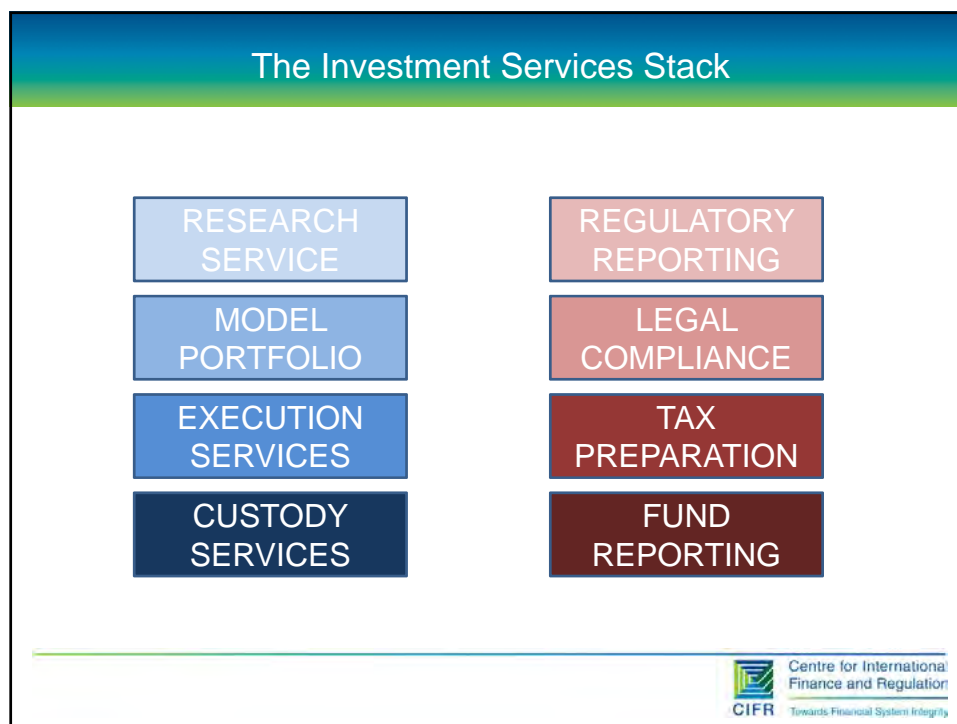 The Investment Services Stack
RESEARCH
SERVICE
MODEL
PORTFOLIO
EXECUTION
SERVICES
CUSTODY
SERVICES
REGULATORY
REPORTING
LEGAL
COMPLIANCE
TAX
PREPARATION
FUND
REPORTING
CIFR
Centre for Internationa
Finance and Regulation
Towards Financial System Integrity